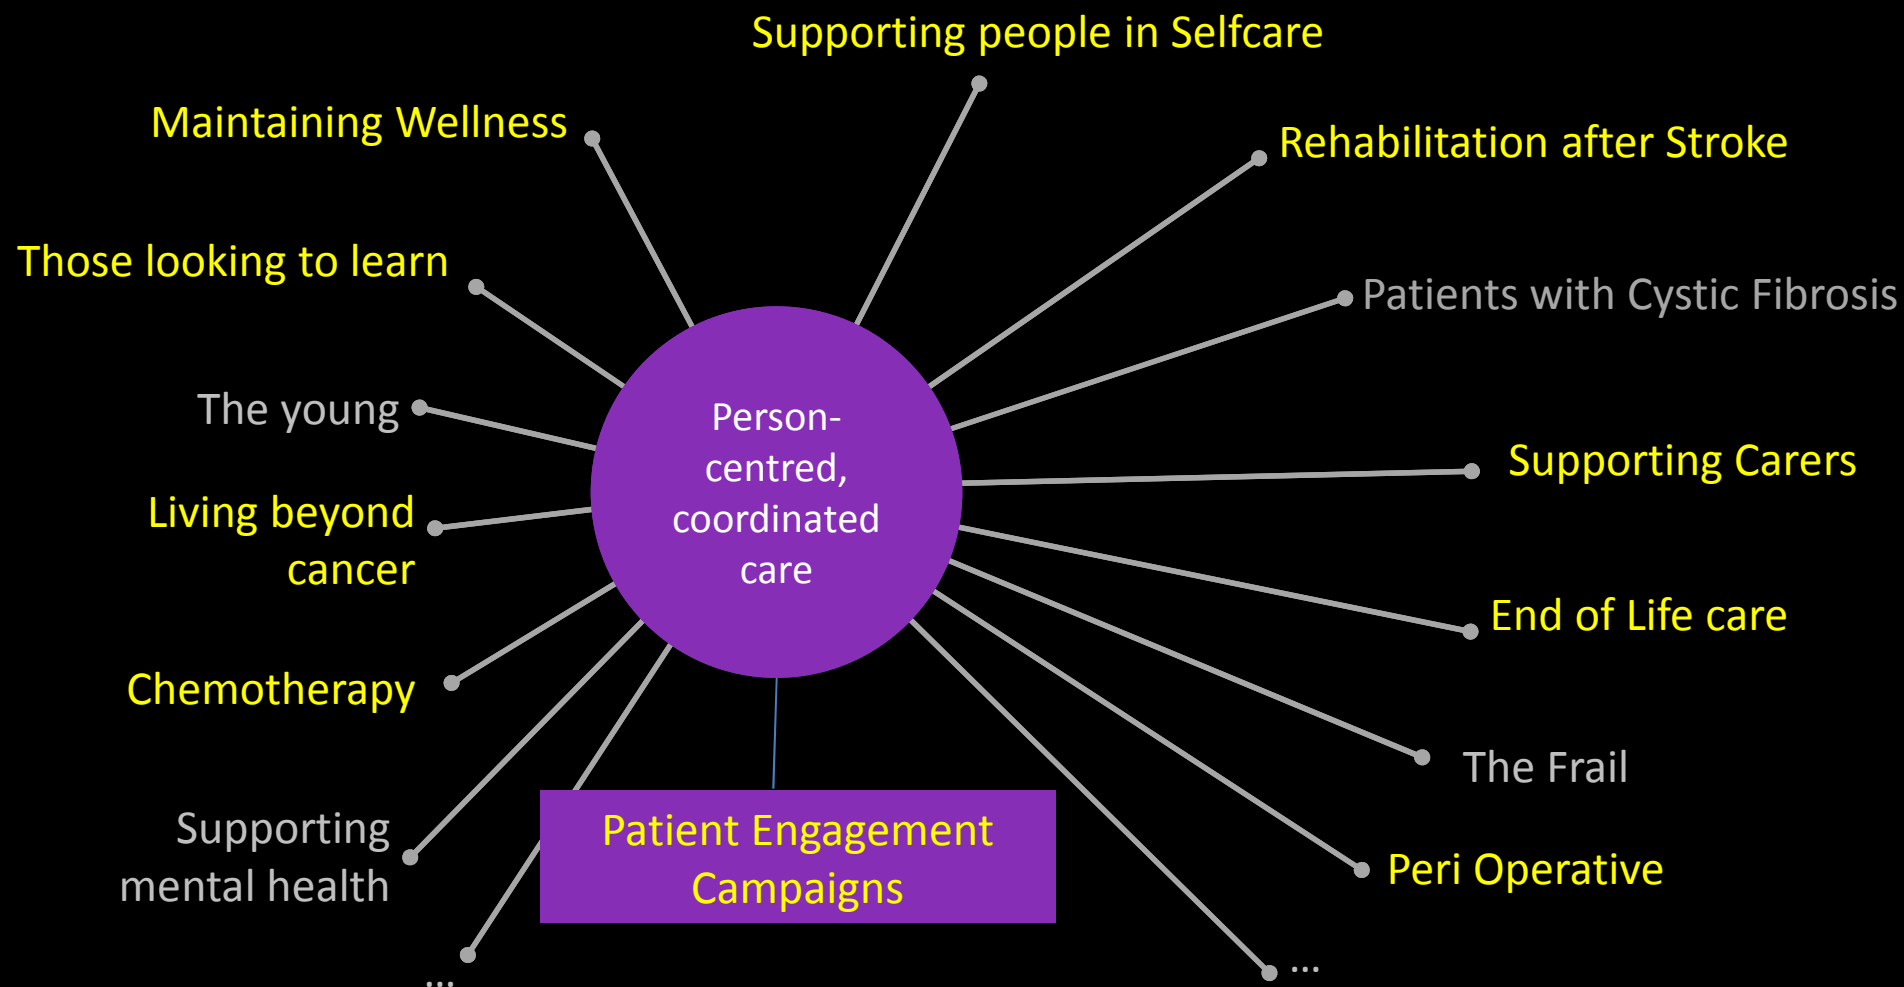 Supporting people in Selfcare
Maintaining Wellness
Rehabilitation after Stroke
Those looking to learn
Patients with Cystic Fibrosis
The young
Person-
centred,
coordinated
care
Supporting Carers
Living beyond
cancer
End of Life care
Chemotherapy
The Frail
Supporting
mental health
Patient Engagement
Campaigns
Peri Operative
...
...